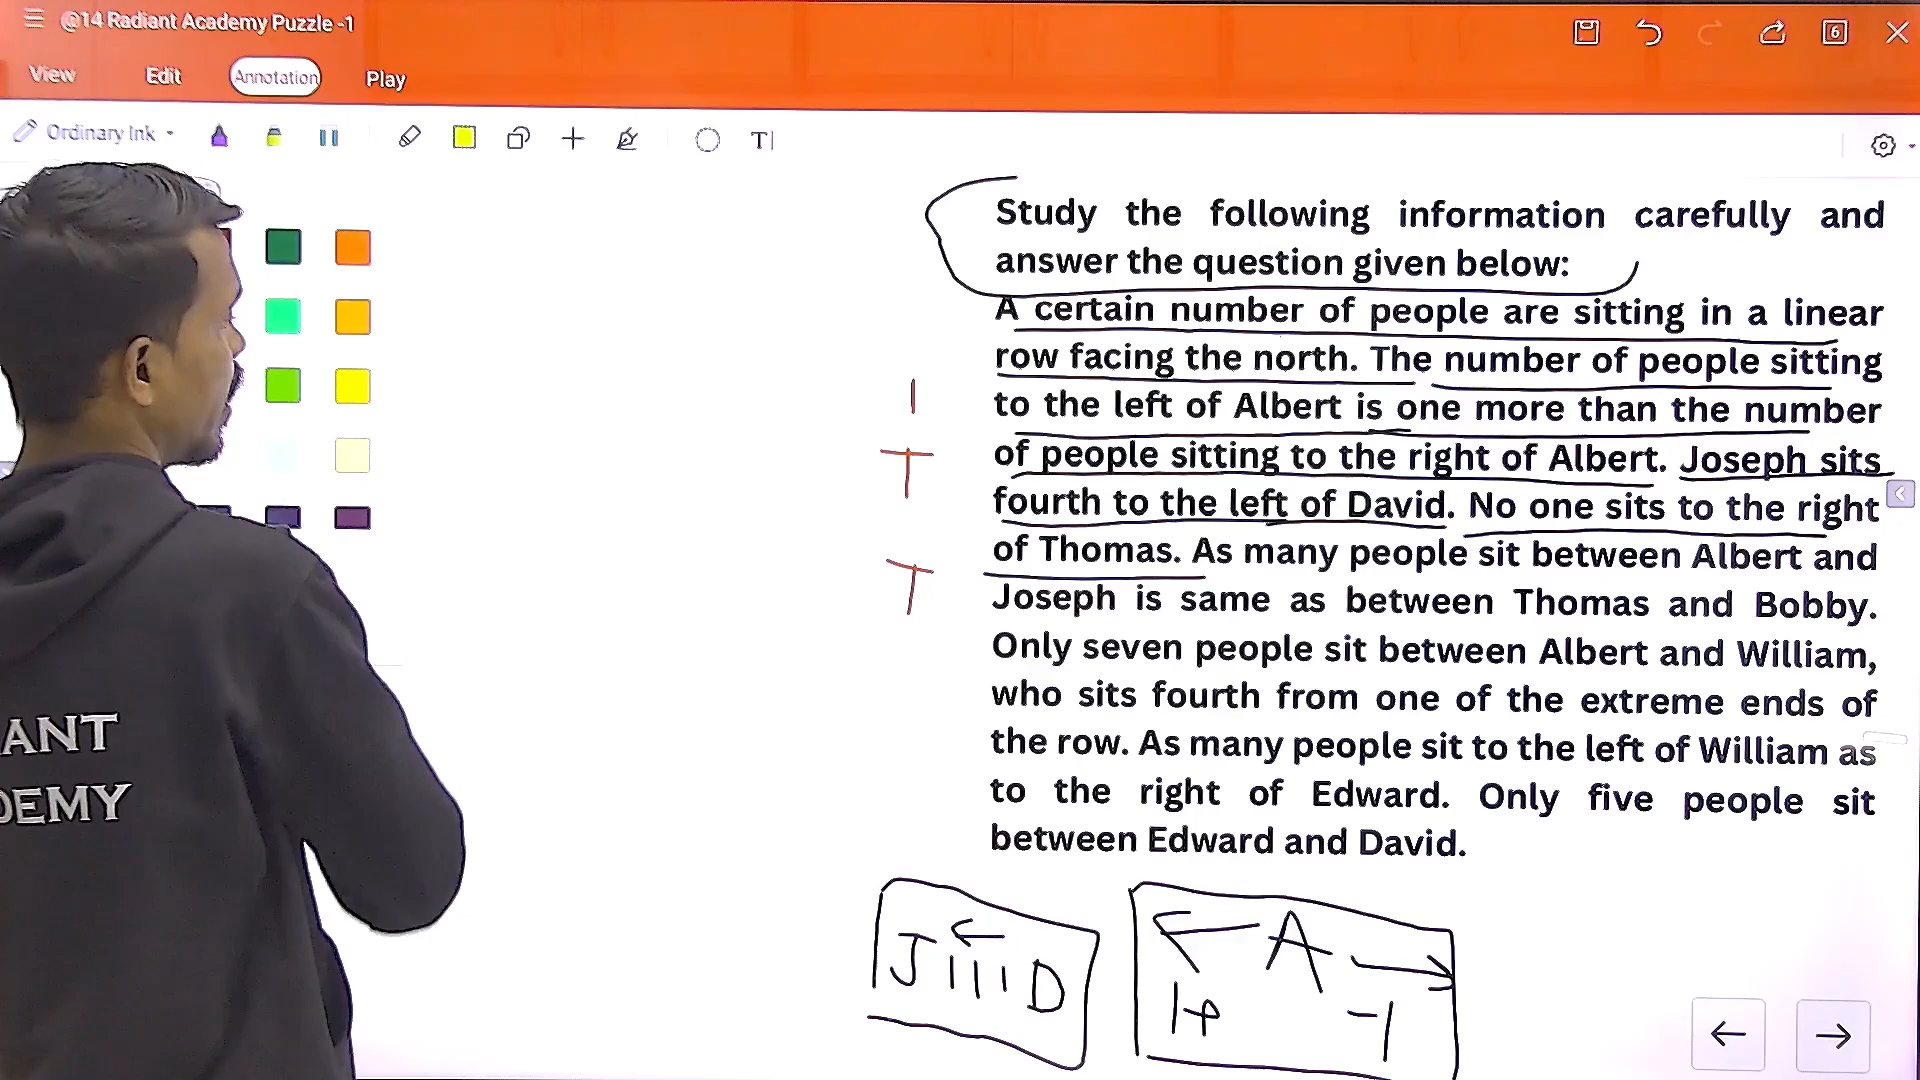 @14 Radiant Academy Puzzle -1
6
View Edit Annotation Play
Ordinary Ink
T|
Study the following information carefully and
answer the question given below:
A certain number of people are sitting in a linear
row facing the north. The number of people sitting
to the left of Albert is one more than the number
of people sitting to the right of Albert. Joseph sits
fourth to the left of David. No one sits to the right
of Thomas. As many people sit between Albert and
Joseph is same as between Thomas and Bobby.
Only seven people sit between Albert and William,
who sits fourth from one of the extreme ends of
the row. As many people sit to the left of William as
to the right of Edward. Only five people sit
between Edward and David.
I
T
T
ANT
DEMY
J ← A →
J I I I D
1+ -1